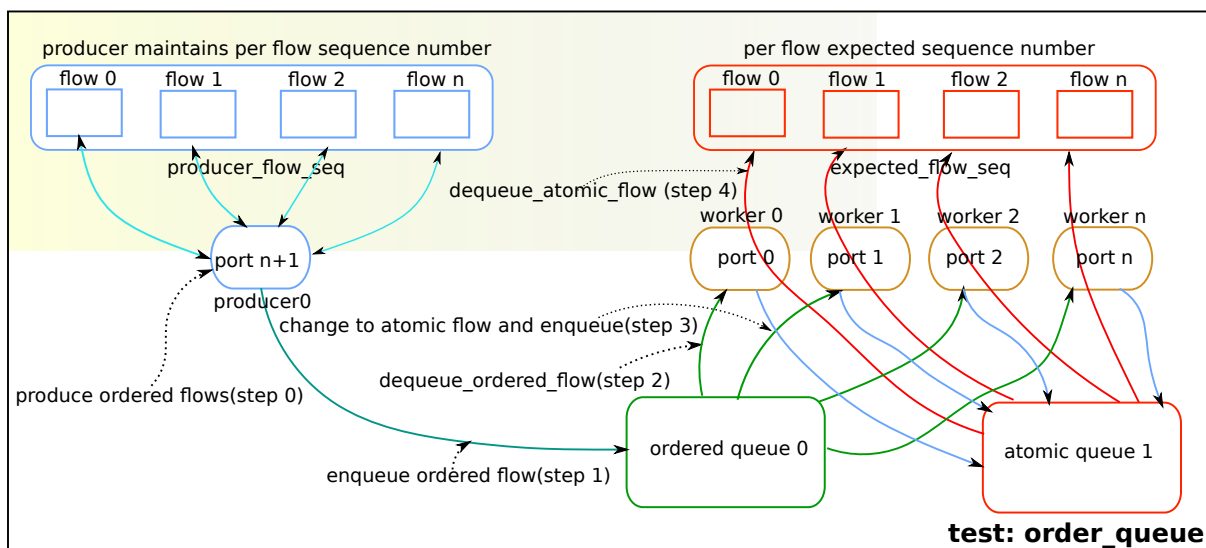 producer maintains per flow sequence number
flow 0
flow 1
flow 2
flow n
producer_flow_seq
per flow expected sequence number
flow 0
flow 1
flow 2
flow n
expected_flow_seq
dequeue_atomic_flow (step 4)
worker 0
worker 1
worker 2
worker n
port n+1
port 0
port 1
port 2
port n
producer0
change to atomic flow and enqueue(step 3)
dequeue_ordered_flow(step 2)
produce ordered flows(step 0)
ordered queue 0
atomic queue 1
enqueue ordered flow(step 1)
test: order_queue